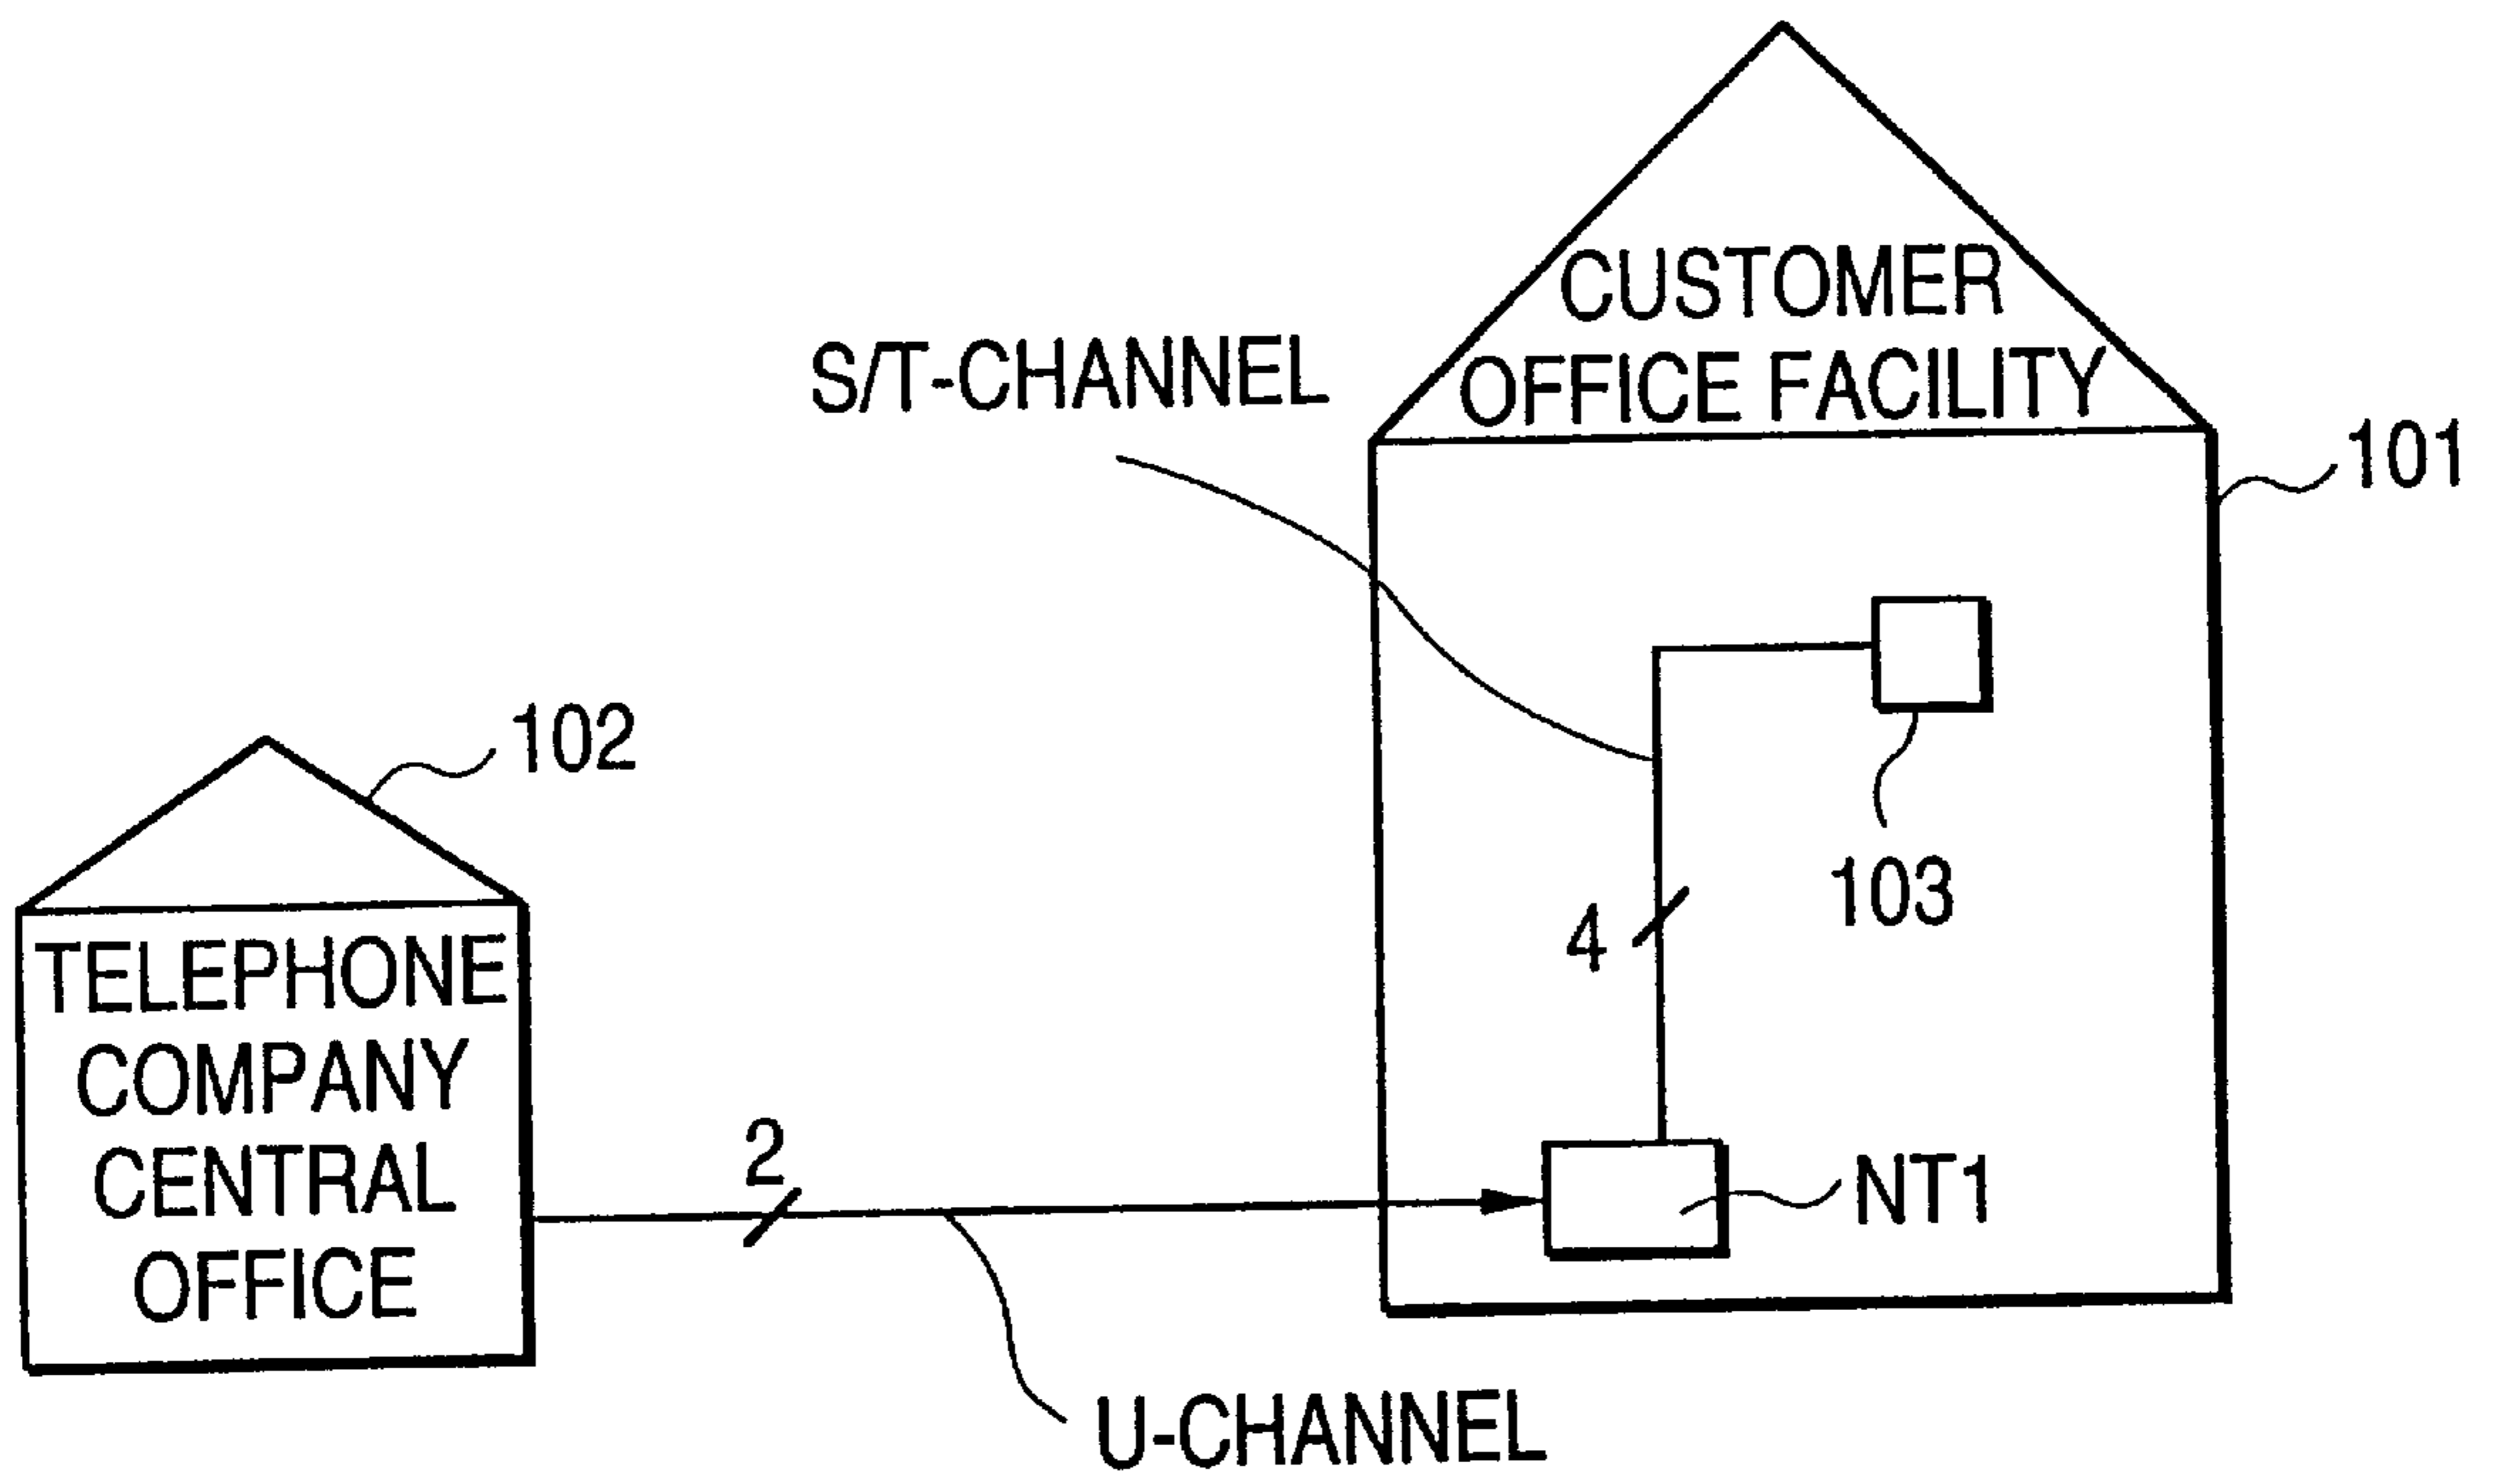 CUSTOMER
OFFICE FACILITY
S/T-CHANNEL
101
102
103
4
TELEPHONE
COMPANY
CENTRAL
OFFICE
2
NT1
U-CHANNEL